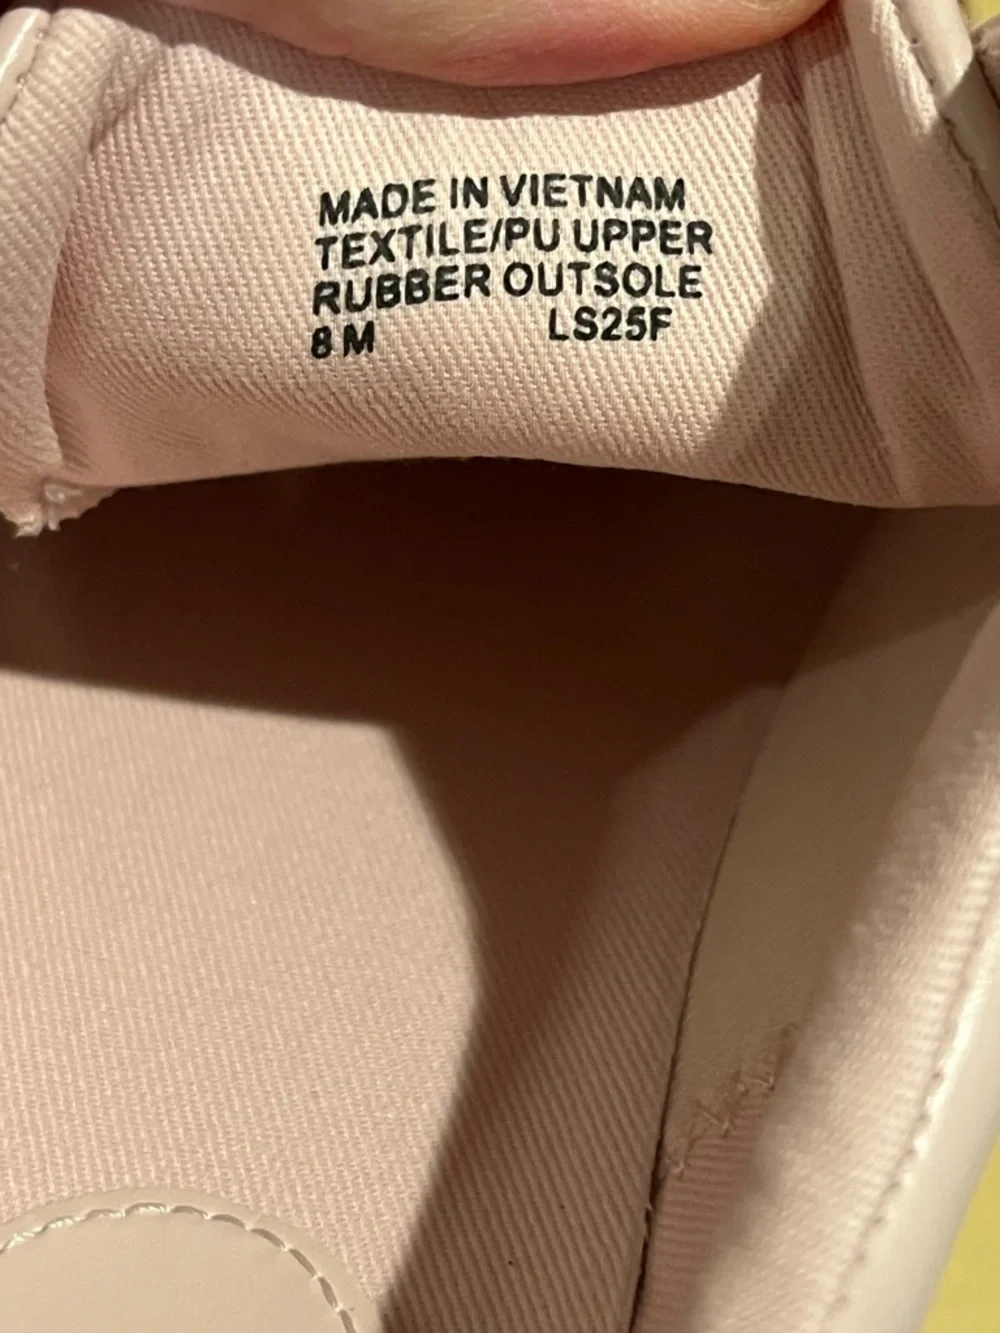 MADE IN VIETNAM
TEXTILE/PU UPPER
RUBBER OUTSOLE
8 M LS25F